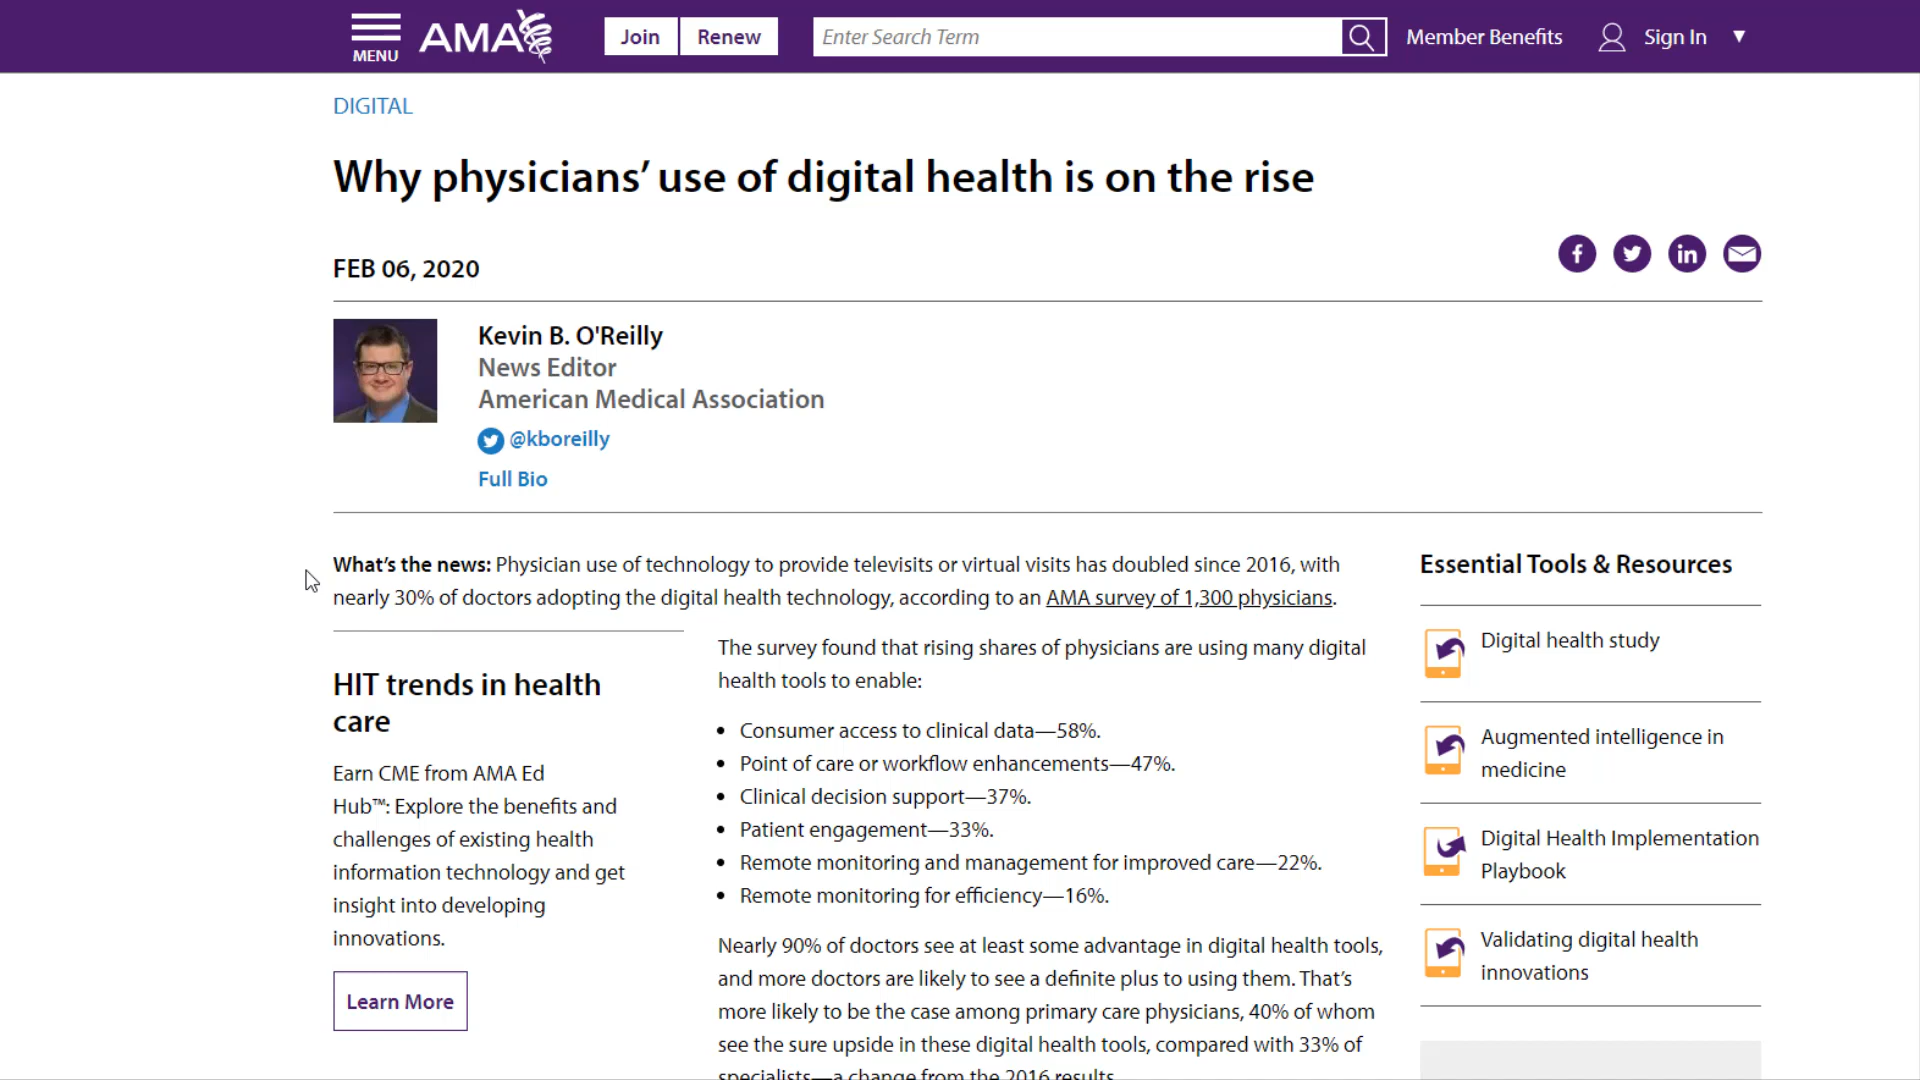 MENU
AMA
Join
Renew
Enter Search Term
Member Benefits
Sign In
DIGITAL
Why physicians’ use of digital health is on the rise
FEB 06, 2020
Kevin B. O'Reilly
News Editor
American Medical Association
@kboreilly
Full Bio
What’s the news: Physician use of technology to provide televisits or virtual visits has doubled since 2016, with
nearly 30% of doctors adopting the digital health technology, according to an AMA survey of 1,300 physicians.
HIT trends in health
care
Earn CME from AMA Ed
Hub™: Explore the benefits and
challenges of existing health
information technology and get
insight into developing
innovations.
Learn More
The survey found that rising shares of physicians are using many digital
health tools to enable:
• Consumer access to clinical data—58%.
• Point of care or workflow enhancements—47%.
• Clinical decision support—37%.
• Patient engagement—33%.
• Remote monitoring and management for improved care—22%.
• Remote monitoring for efficiency—16%.
Nearly 90% of doctors see at least some advantage in digital health tools,
and more doctors are likely to see a definite plus to using them. That’s
more likely to be the case among primary care physicians, 40% of whom
see the sure upside in these digital health tools, compared with 33% of
specialists—a change from the 2016 results.
Essential Tools & Resources
Digital health study
Augmented intelligence in
medicine
Digital Health Implementation
Playbook
Validating digital health
innovations